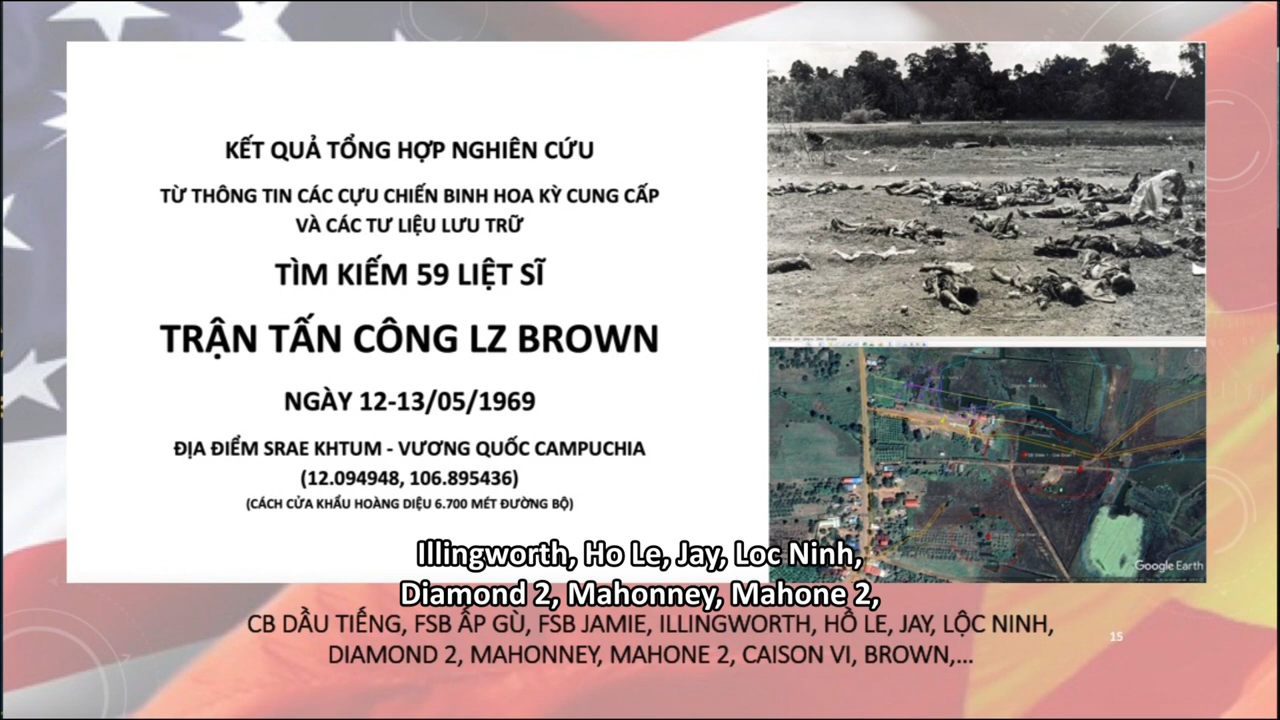 KẾT QUẢ TỔNG HỢP NGHIÊN CỨU
TỪ THÔNG TIN CÁC CỰU CHIẾN BINH HOA KỲ CUNG CẤP
VÀ CÁC TƯ LIỆU LƯU TRỮ
TÌM KIẾM 59 LIỆT SĨ
TRẬN TẤN CÔNG LZ BROWN
NGÀY 12-13/05/1969
ĐỊA ĐIỂM SRAE KHTUM - VƯƠNG QUỐC CAMPUCHIA
(12.094948, 106.895436)
(CÁCH CỬA KHẨU HOÀNG DIỆU 6.700 MÉT ĐƯỜNG BỘ)
Google Earth
Illingworth, Ho Le, Jay, Loc Ninh,
Diamond 2, Mahonney, Mahone 2,
CB DẦU TIẾNG, FSB ẤP GÙ, FSB JAMIE, ILLINGWORTH, HỒ LE, JAY, LỘC NINH,
DIAMOND 2, MAHONNEY, MAHONE 2, CAISON VI, BROWN,...
15